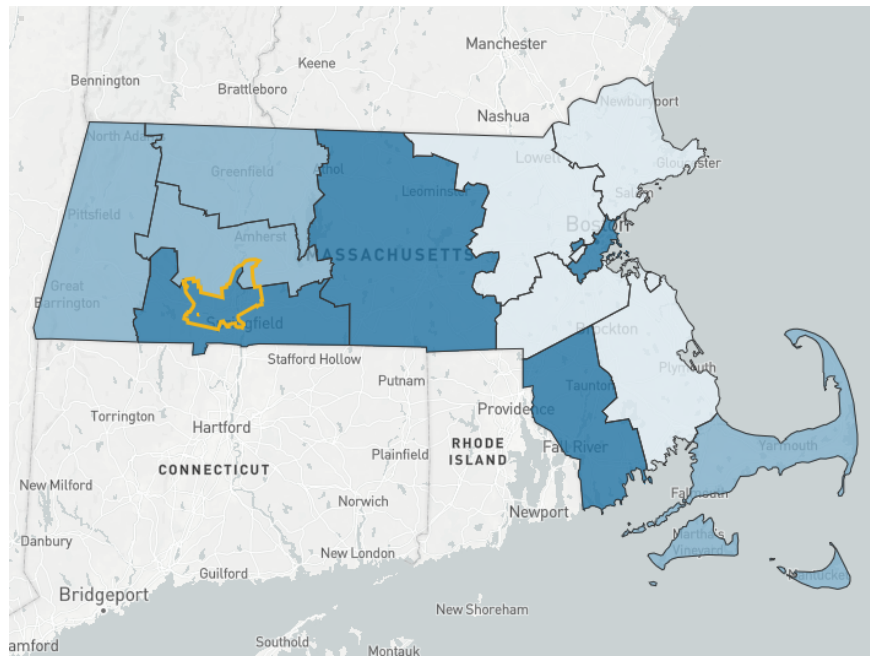 Manchester
Keene
Bennington
Brattleboro
Newburyport
Nashua
North Adams
Lowell
Gloucester
Greenfield
Athol
Leominster
Salem
Pittsfield
Boston
Amherst
MASSACHUSETTS
Great
Barrington
Springfield
Brockton
Stafford Hollow
Plymouth
Putnam
Taunton
Torrington
Providence
Hartford
RHODE
ISLAND
Fall River
Yarmouth
Plainfield
CONNECTICUT
New Milford
Norwich
Falmouth
Newport
Martha's
Vineyard
Danbury
New London
Guilford
Nantucket
Bridgeport
New Shoreham
amford
Southold
Montauk